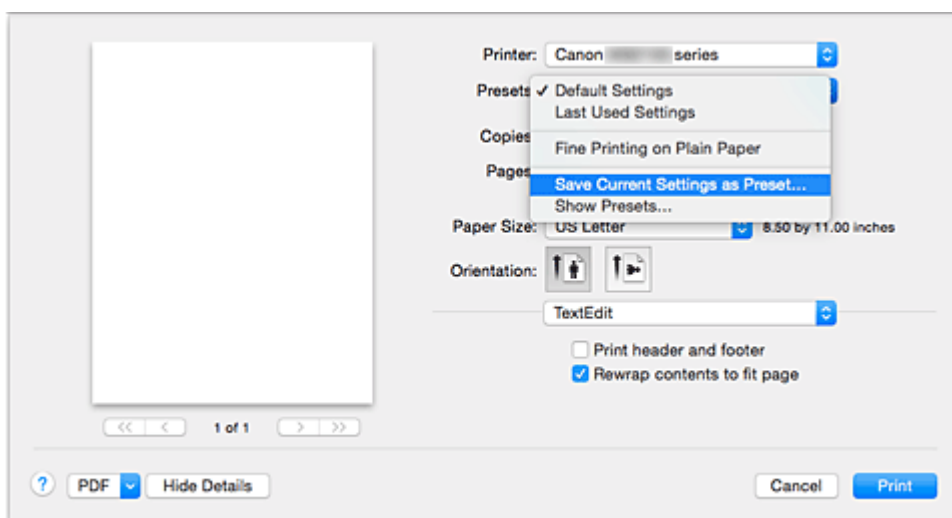 Printer: Canon series
Presets ✓ Default Settings
Last Used Settings
Copies
Fine Printing on Plain Paper
Pages
Save Current Settings as Preset...
Show Presets...
Paper Size: US Letter 8.50 by 11.00 inches
Orientation:
TextEdit
Print header and footer
Rewrap contents to fit page
1 of 1
? PDF Hide Details Cancel Print